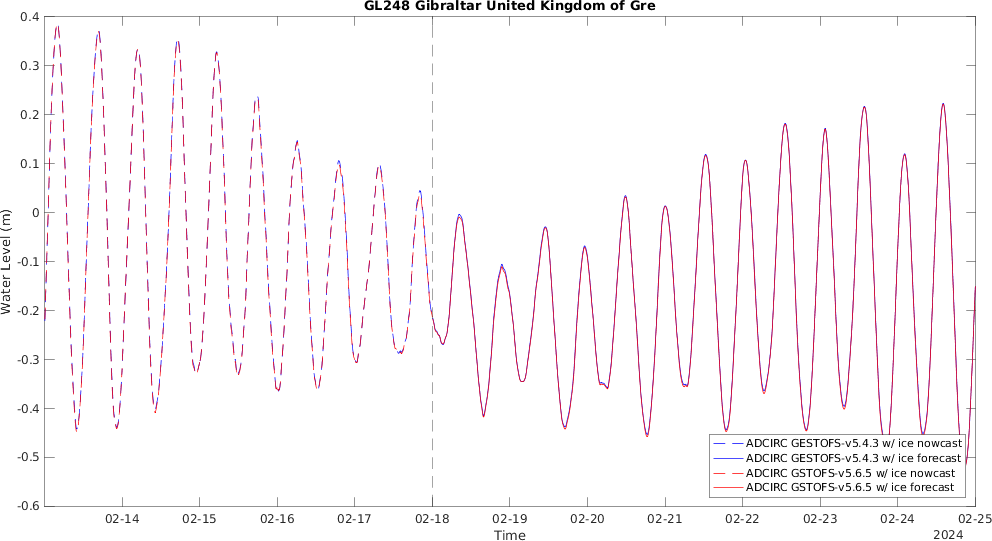 GL248 Gibraltar United Kingdom of Gre
Water Level (m)
0.4
0.3
0.2
0.1
0
-0.1
-0.2
-0.3
-0.4
-0.5
-0.6
ADCIRC GESTOFS-v5.4.3 w/ ice nowcast
ADCIRC GESTOFS-v5.4.3 w/ ice forecast
ADCIRC GSTOFS-v5.6.5 w/ ice nowcast
ADCIRC GSTOFS-v5.6.5 w/ ice forecast
02-14 02-15 02-16 02-17 02-18 02-19 02-20 02-21 02-22 02-23 02-24 02-25
Time
2024